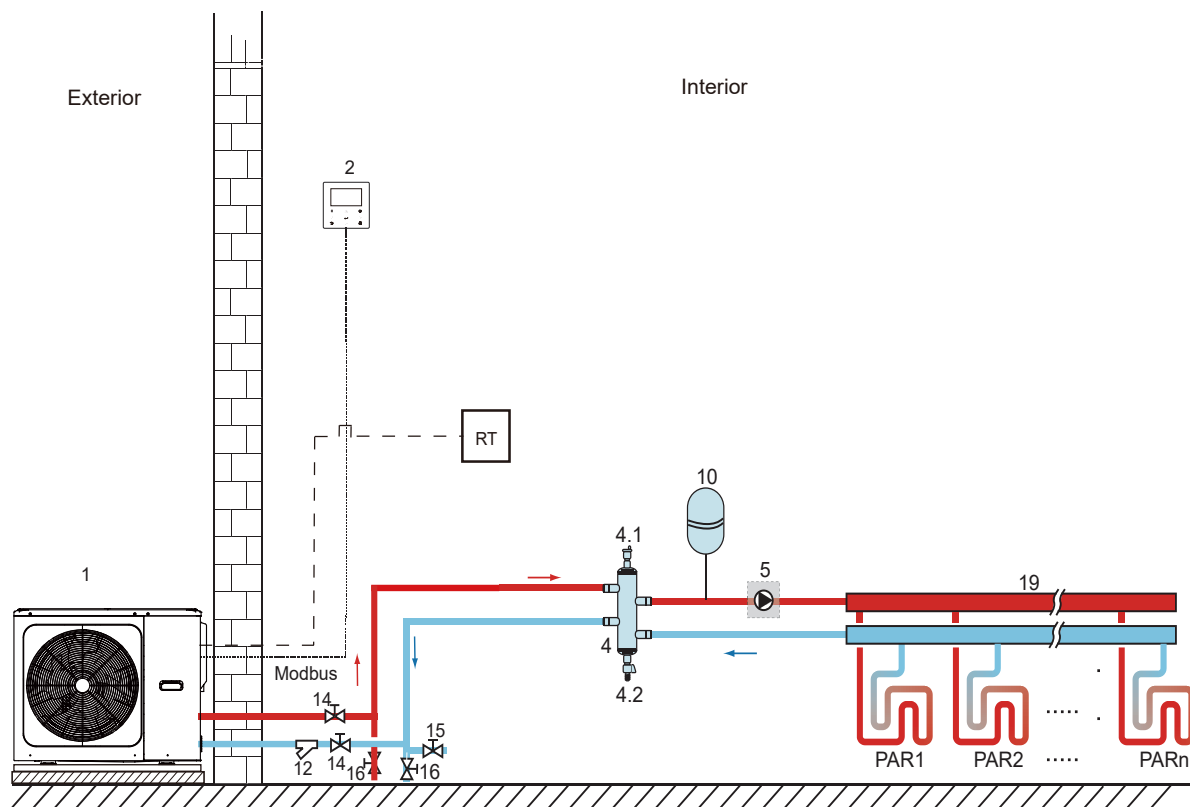 Exterior
Interior
2
RT
10
4.1
1
5
19
4
Modbus
4.2
14
15
12
14
16
16
PAR1
PAR2
.....
PARn
.....